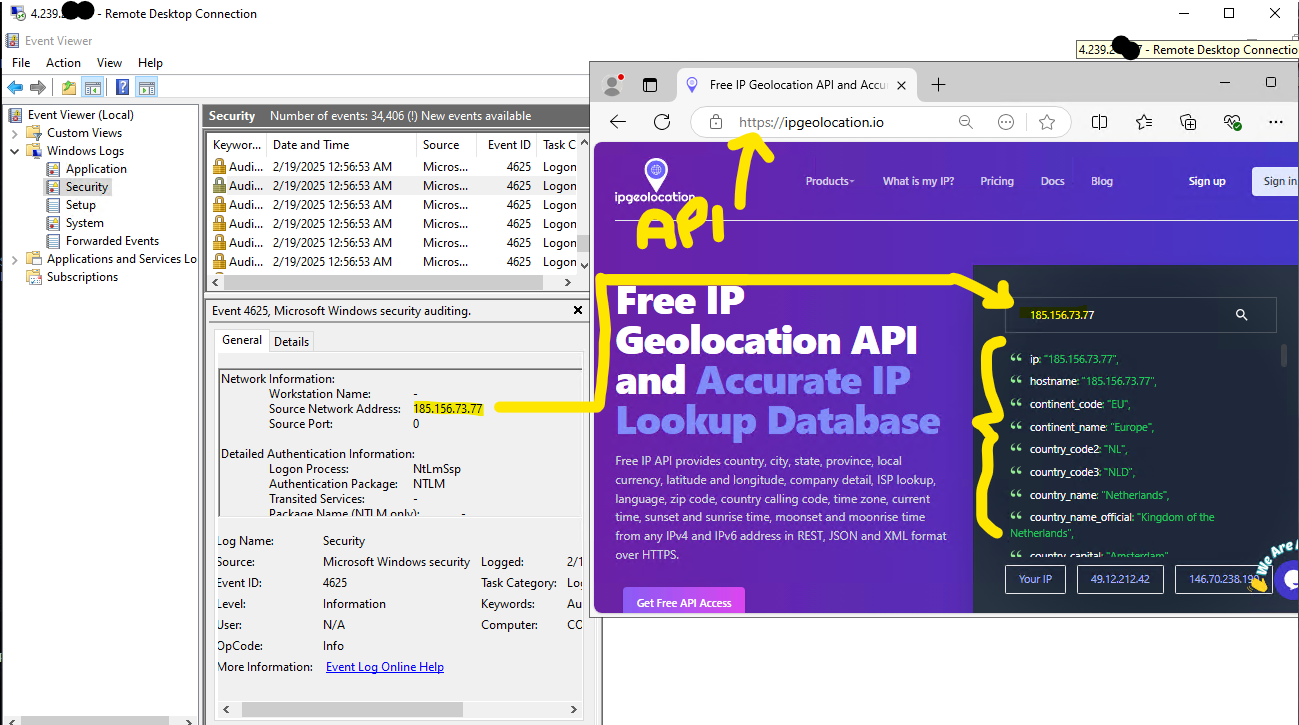 4.239.2 - Remote Desktop Connection
Event Viewer
File Action View Help
Event Viewer (Local)
Custom Views
Windows Logs
Application
Security
Setup
System
Forwarded Events
Applications and Services Lo
Subscriptions
Security Number of events: 34,406 (!) New events available
Keywor... Date and Time Source Event ID Task C
Audi... 2/19/2025 12:56:53 AM Micros... 4625 Logon
Audi... 2/19/2025 12:56:53 AM Micros... 4625 Logon
Audi... 2/19/2025 12:56:53 AM Micros... 4625 Logon
Audi... 2/19/2025 12:56:53 AM Micros... 4625 Logon
Audi... 2/19/2025 12:56:53 AM Micros... 4625 Logon
Audi... 2/19/2025 12:56:53 AM Micros... 4625 Logon
Event 4625, Microsoft Windows security auditing.
General Details
Network Information:
Workstation Name: -
Source Network Address: 185.156.73.77
Source Port: 0
Detailed Authentication Information:
Logon Process: NtLmSsp
Authentication Package: NTLM
Transited Services: -
Package Name (NTLM only): -
Log Name: Security
Source: Microsoft Windows security Logged: 2/1
Event ID: 4625 Task Category: Lo
Level: Information Keywords: Au
User: N/A Computer: CO
OpCode: Info
More Information: Event Log Online Help
4.239.2 7 - Remote Desktop Connectio
Free IP Geolocation API and Accu
https://ipgeolocation.io
ipgeolocation
Products What is my IP? Pricing Docs Blog Sign up Sign in
API
Free IP
Geolocation API
and Accurate IP
Lookup Database
Free IP API provides country, city, state, province, local
currency, latitude and longitude, company detail, ISP lookup,
language, zip code, country calling code, time zone, current
time, sunset and sunrise time, moonset and moonrise time
from any IPv4 and IPv6 address in REST, JSON and XML format
over HTTPS.
Get Free API Access
185.156.73.77
ip: "185.156.73.77",
hostname: "185.156.73.77",
continent_code: "EU",
continent_name: "Europe",
country_code2: "NL",
country_code3: "NLD",
country_name: "Netherlands",
country_name_official: "Kingdom of the
Netherlands",
country_capital: "Amsterdam"
Your IP 49.12.212.42 146.70.238.19
We Are A